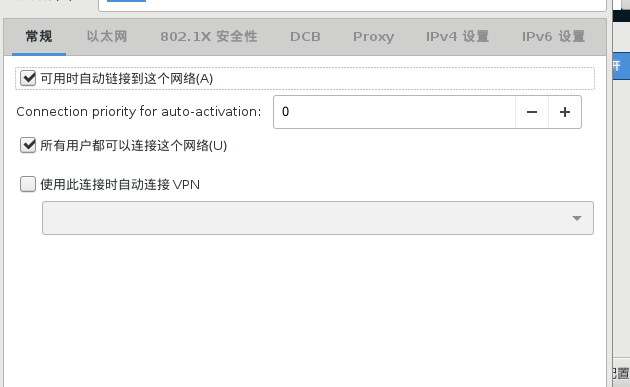 常规 以太网 802.1X 安全性 DCB Proxy IPv4 设置 IPv6 设置
开
可用时自动链接到这个网络(A)
Connection priority for auto-activation: 0
所有用户都可以连接这个网络(U)
使用此连接时自动连接 VPN
配置